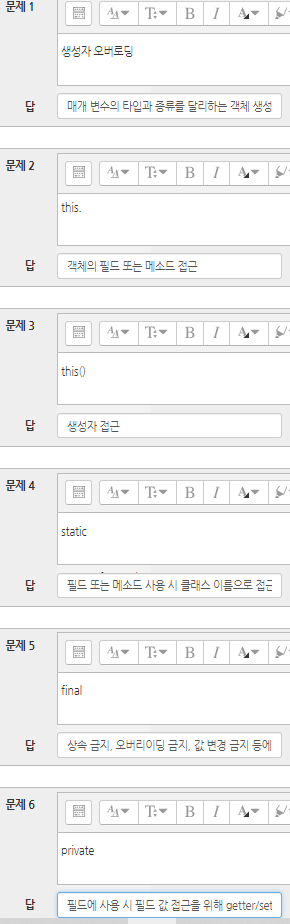 문제 1
생성자 오버로딩
답 매개 변수의 타입과 종류를 달리하는 객체 생성
문제 2
B I A
this.
답 객체의 필드 또는 메소드 접근
문제 3
B I A
this()
답 생성자 접근
문제 4
B I A
static
답 필드 또는 메소드 사용 시 클래스 이름으로 접근
문제 5
B I A
final
답 상속 금지, 오버라이딩 금지, 값 변경 금지 등에
문제 6
B I A
private
답 필드에 사용 시 필드 값 접근을 위해 getter/set